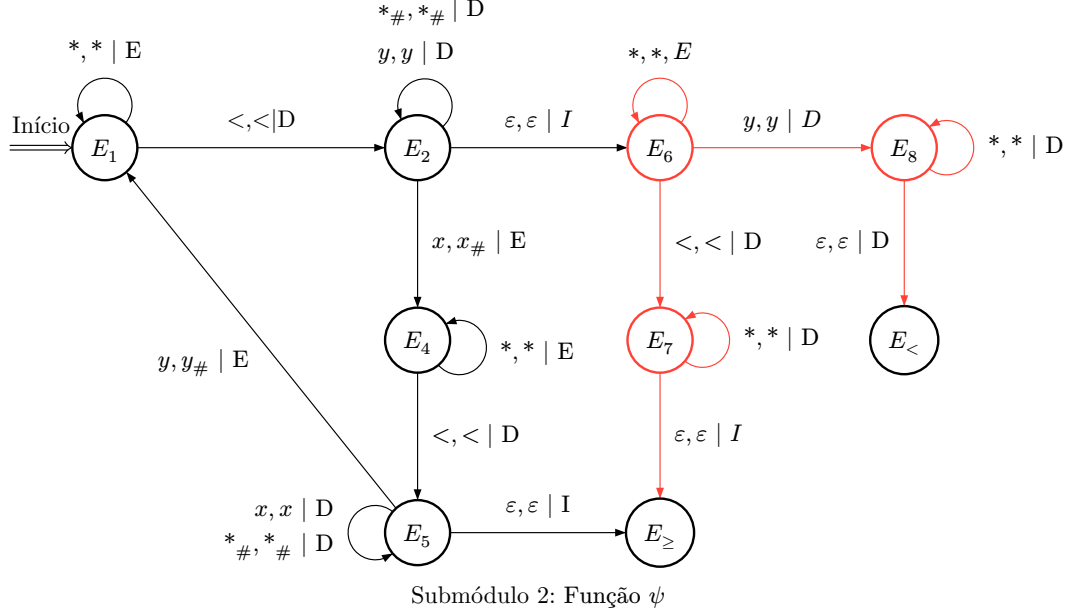 *#, *# | D
*, * | E
y, y | D
*, *, E
Início
<,<|D
ε, ε | I
y, y | D
E1
E2
E6
E8
*, * | D
x, x# | E
<, < | D
ε, ε | D
y, y# | E
E4
*, * | E
E7
*, * | D
E<
<, < | D
ε, ε | I
x, x | D
*#, *# | D
E5
ε, ε | I
E≥
Submódulo 2: Função ψ